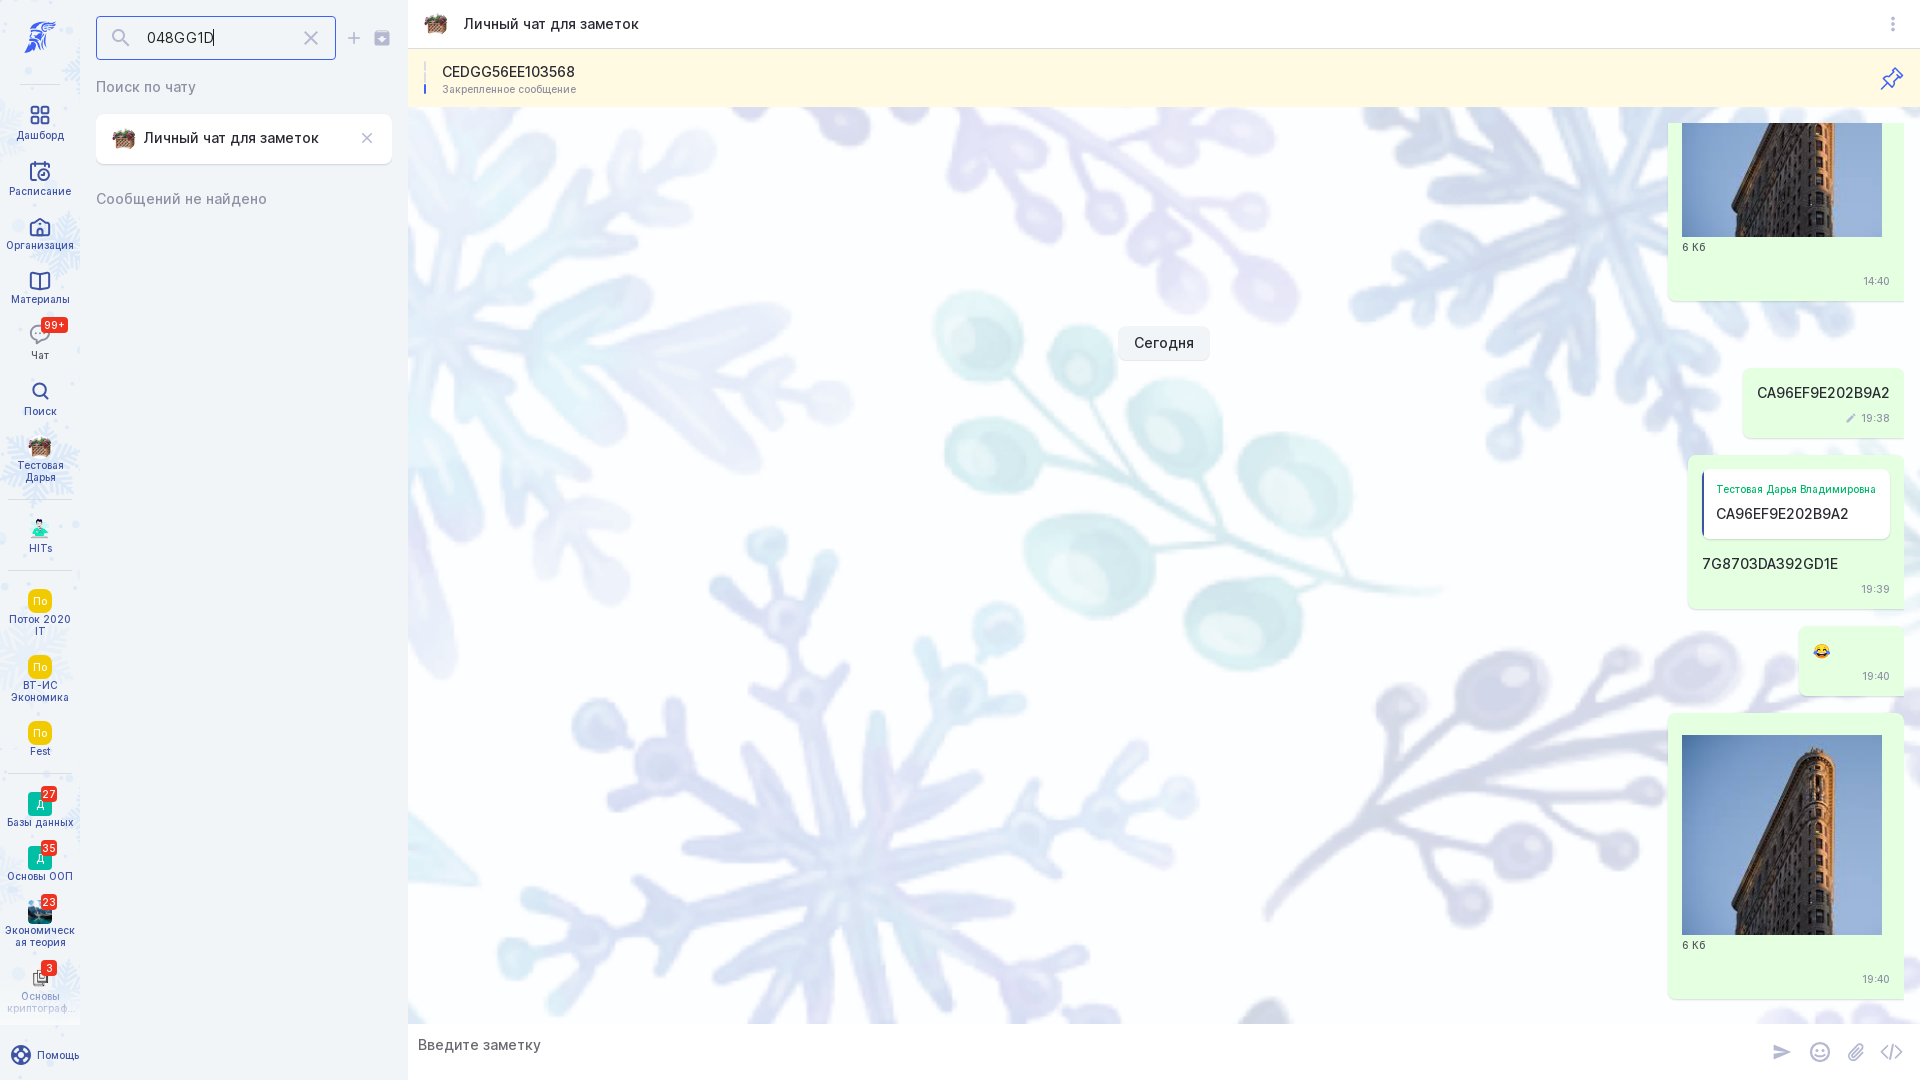 048GG1D
Поиск по чату
Личный чат для заметок
Сообщений не найдено
Дашборд
Расписание
Организация
Материалы
99+
Чат
Поиск
Тестовая
Дарья
HITs
По
Поток 2020
IT
По
ВТ-ИС
Экономика
По
Fest
27
Д
Базы данных
35
Д
Основы ООП
23
Экономическ
ая теория
3
Основы
криптограф...
Помощь
Личный чат для заметок
CEDGG56EE103568
Закрепленное сообщение
6 Кб
14:40
Сегодня
CA96EF9E202B9A2
19:38
Тестовая Дарья Владимировна
CA96EF9E202B9A2
7G8703DA392GD1E
19:39
19:40
6 Кб
19:40
Введите заметку